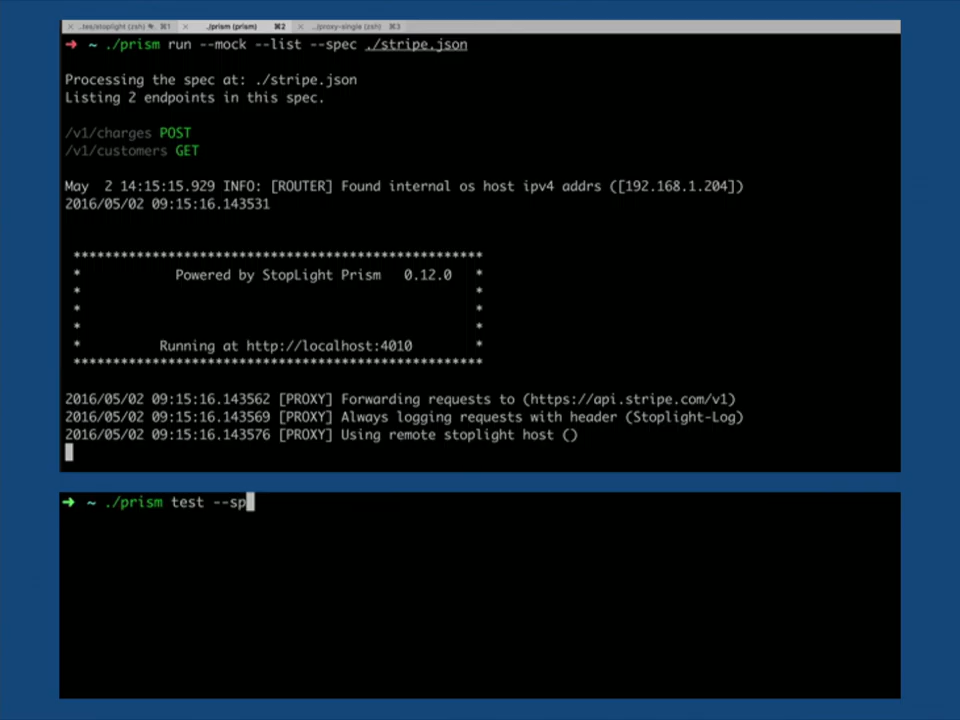 ./prism (prism) ⌘2 ../proxy-single (zsh) ⌘3
➜ ~ ./prism run --mock --list --spec ./stripe.json
Processing the spec at: ./stripe.json
Listing 2 endpoints in this spec.
/v1/charges POST
/v1/customers GET
May 2 14:15:15.929 INFO: [ROUTER] Found internal os host ipv4 addrs ([192.168.1.204])
2016/05/02 09:15:16.143531
****************************************************
* Powered by StopLight Prism 0.12.0 *
* *
* *
* *
* Running at http://localhost:4010 *
****************************************************
2016/05/02 09:15:16.143562 [PROXY] Forwarding requests to (https://api.stripe.com/v1)
2016/05/02 09:15:16.143569 [PROXY] Always logging requests with header (Stoplight-Log)
2016/05/02 09:15:16.143576 [PROXY] Using remote stoplight host ()
➜ ~ ./prism test --sp